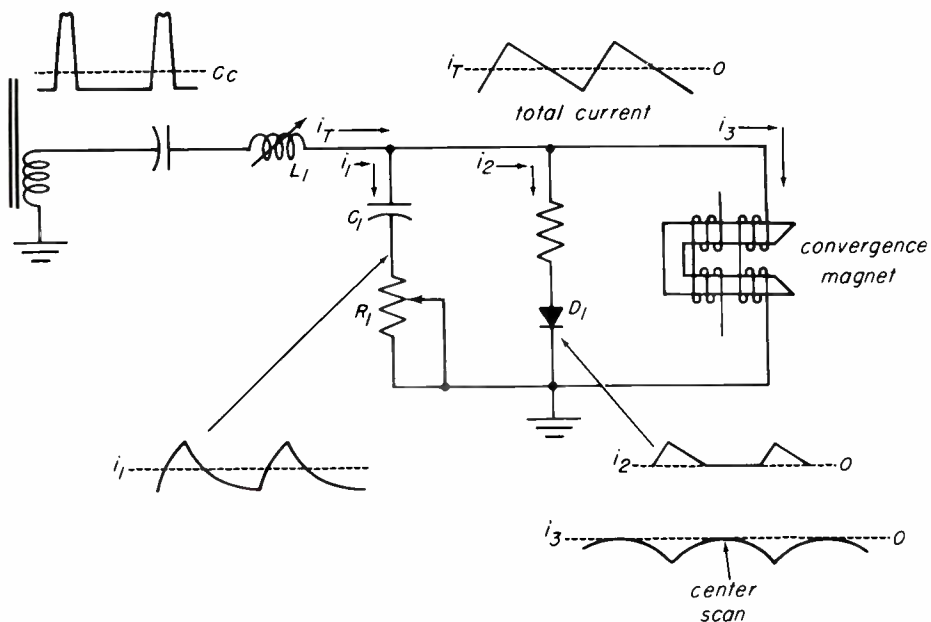 Cc
iT
0
total current
iT
L1
i1
i2
i3
C1
R1
D1
convergence
magnet
i1
i2
0
i3
0
center
scan